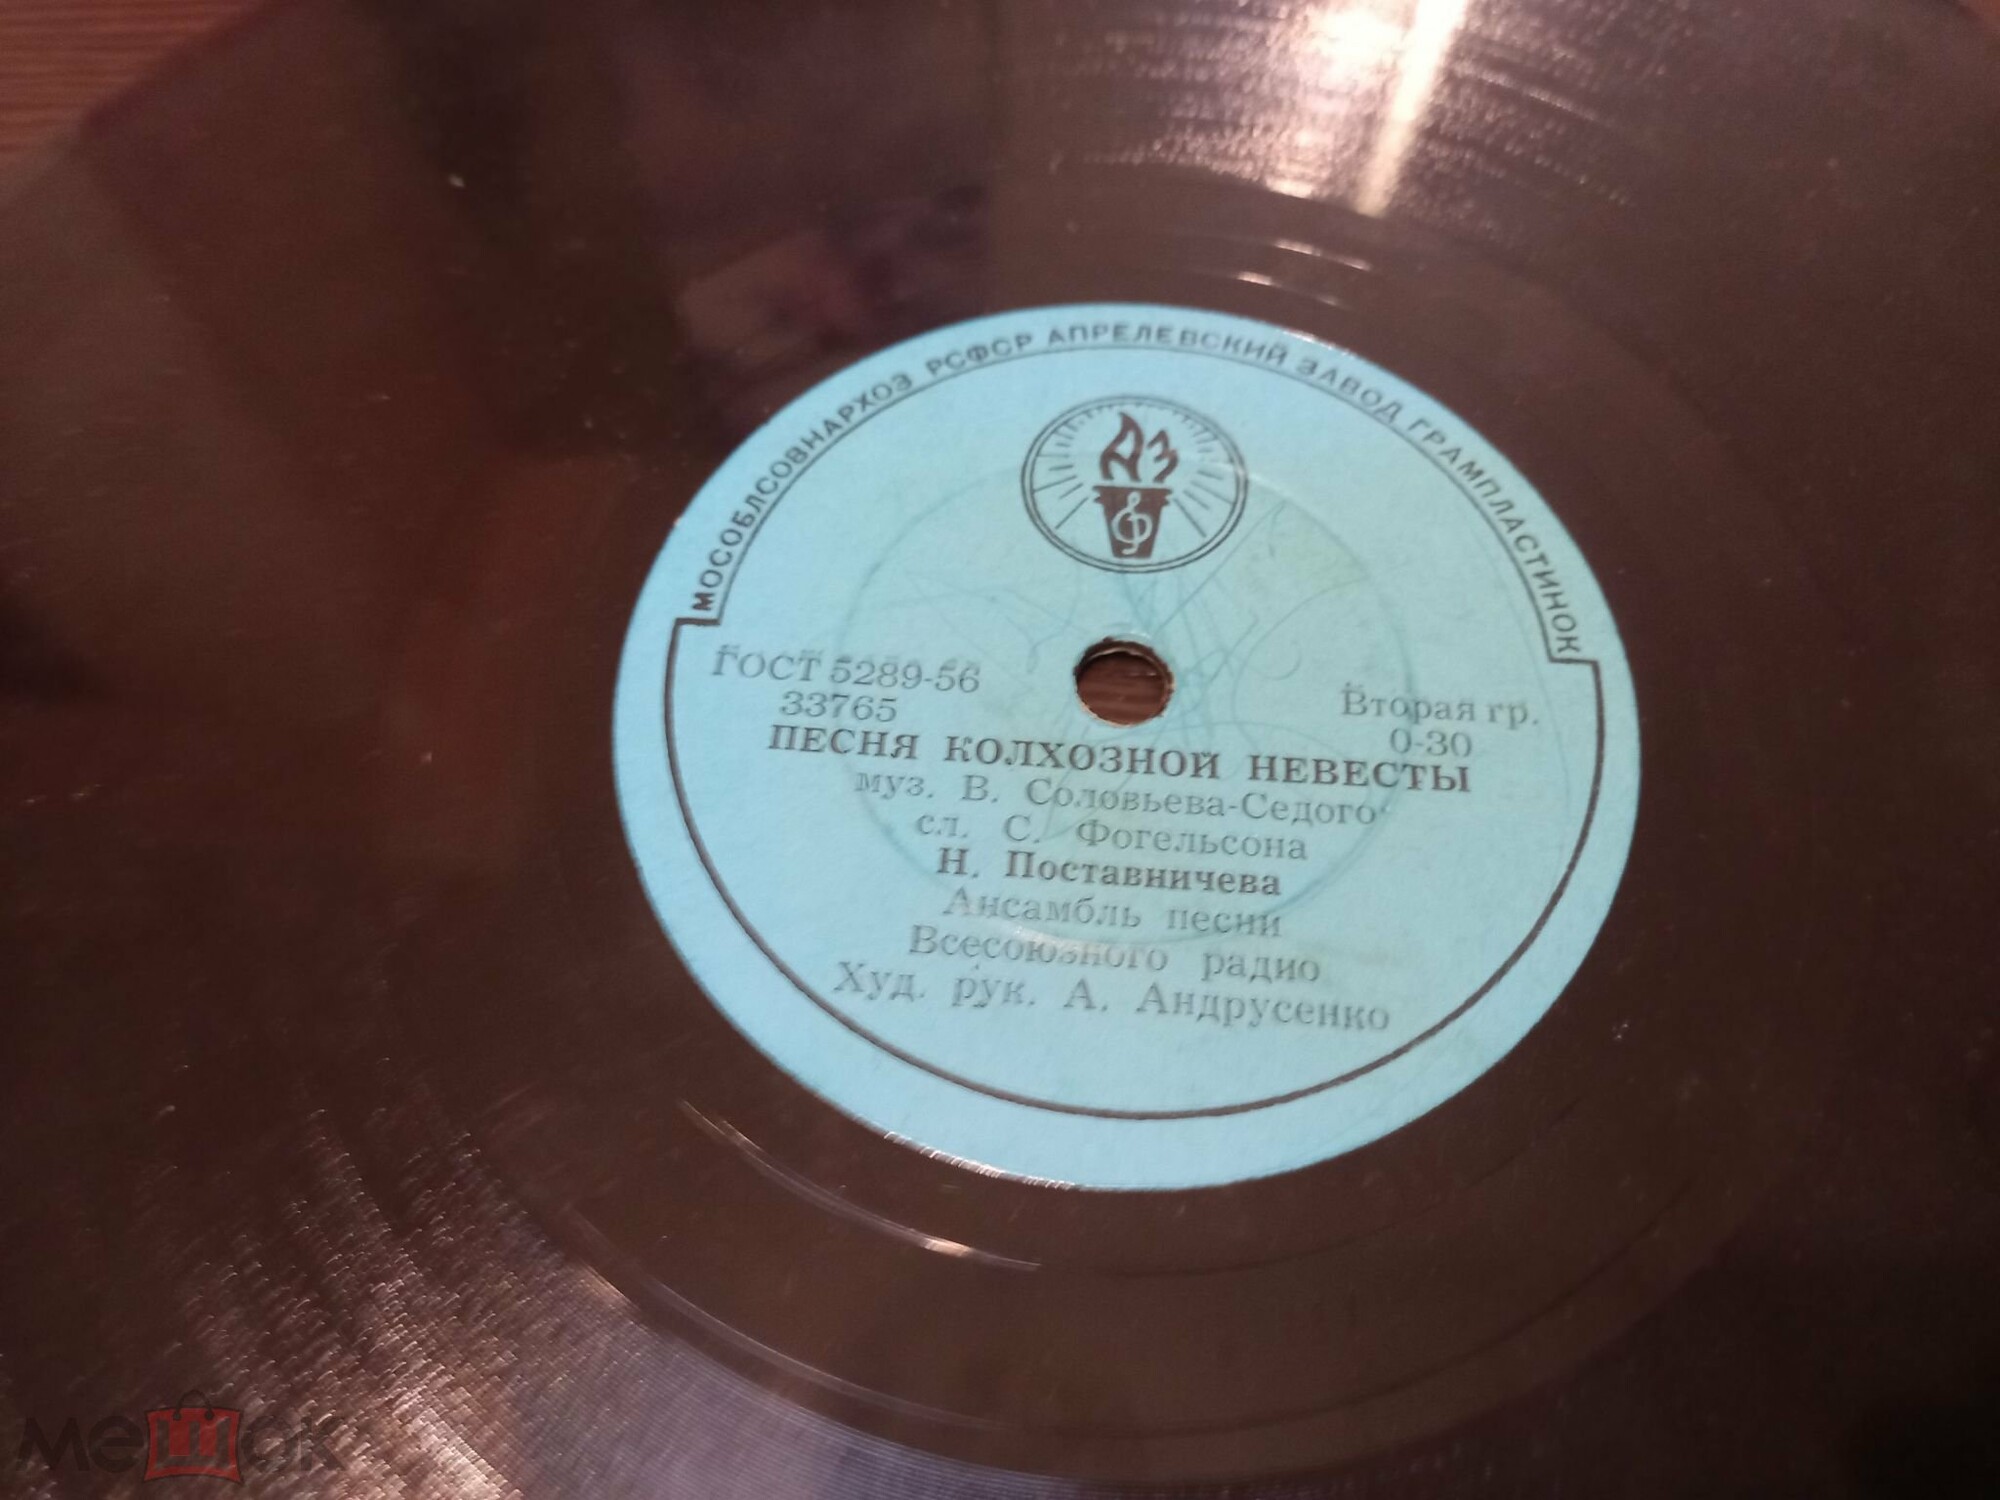 МОСОБЛСОВНАРХОЗ РСФСР АПРЕЛЕВСКИЙ ЗАВОД ГРАМПЛАСТИНОК
АЗ
ГОСТ 5289-56
33765
Вторая гр.
0-30
ПЕСНЯ КОЛХОЗНОЙ НЕВЕСТЫ
муз. В. Соловьева-Седого
сл. С. Фогельсона
Н. Поставничева
Ансамбль песни
Всесоюзного радио
Худ. рук. А. Андрусенко
мешок